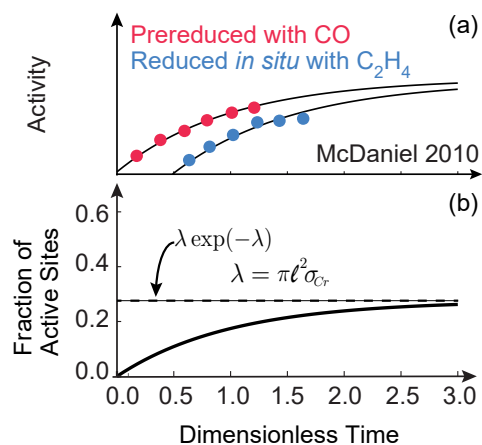 (a)
Prereduced with CO
Reduced in situ with C₂H₄
Activity
McDaniel 2010
(b)
0.6
λ exp(−λ)
0.4
λ = πℓ²σ_Cr
Fraction of
Active Sites
0.2
0.0
0.0 0.5 1.0 1.5 2.0 2.5 3.0
Dimensionless Time